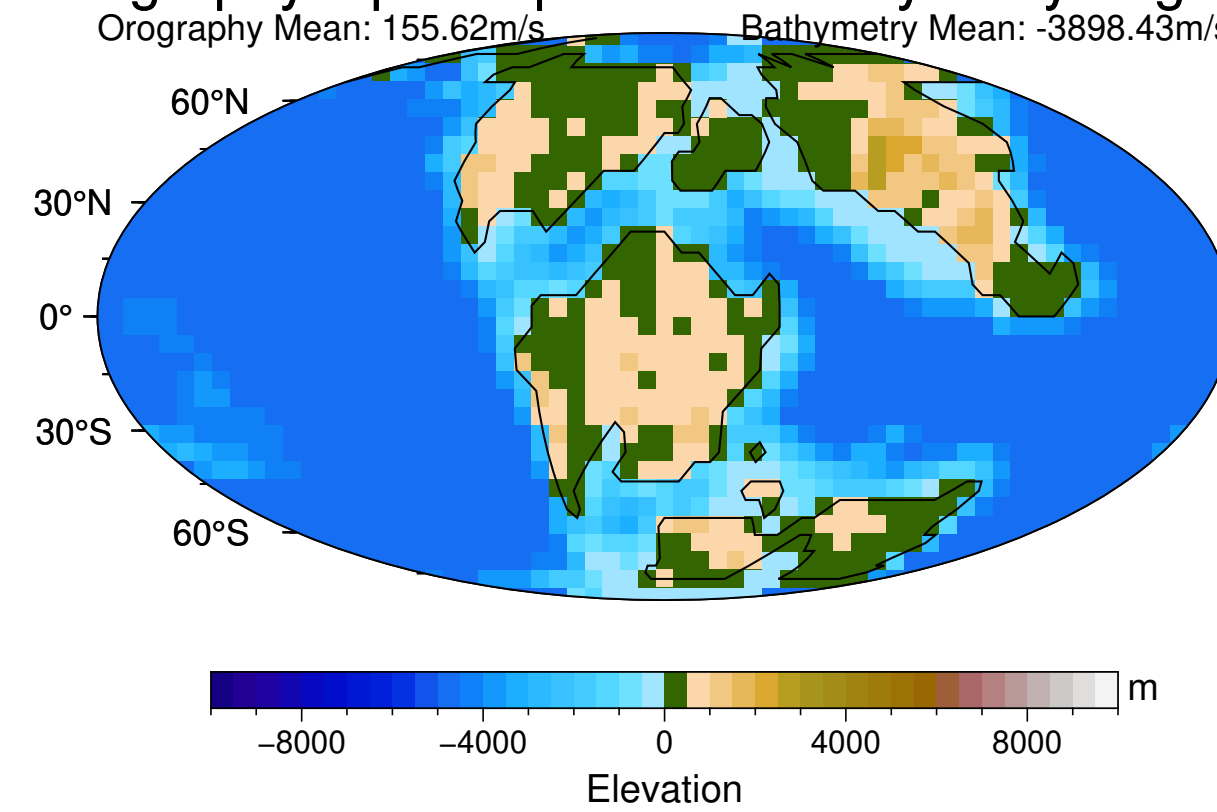 Orography Mean: 155.62m/s Bathymetry Mean: -3898.43m/s
60°N
30°N
0°
30°S
60°S
m
−8000 −4000 0 4000 8000
Elevation